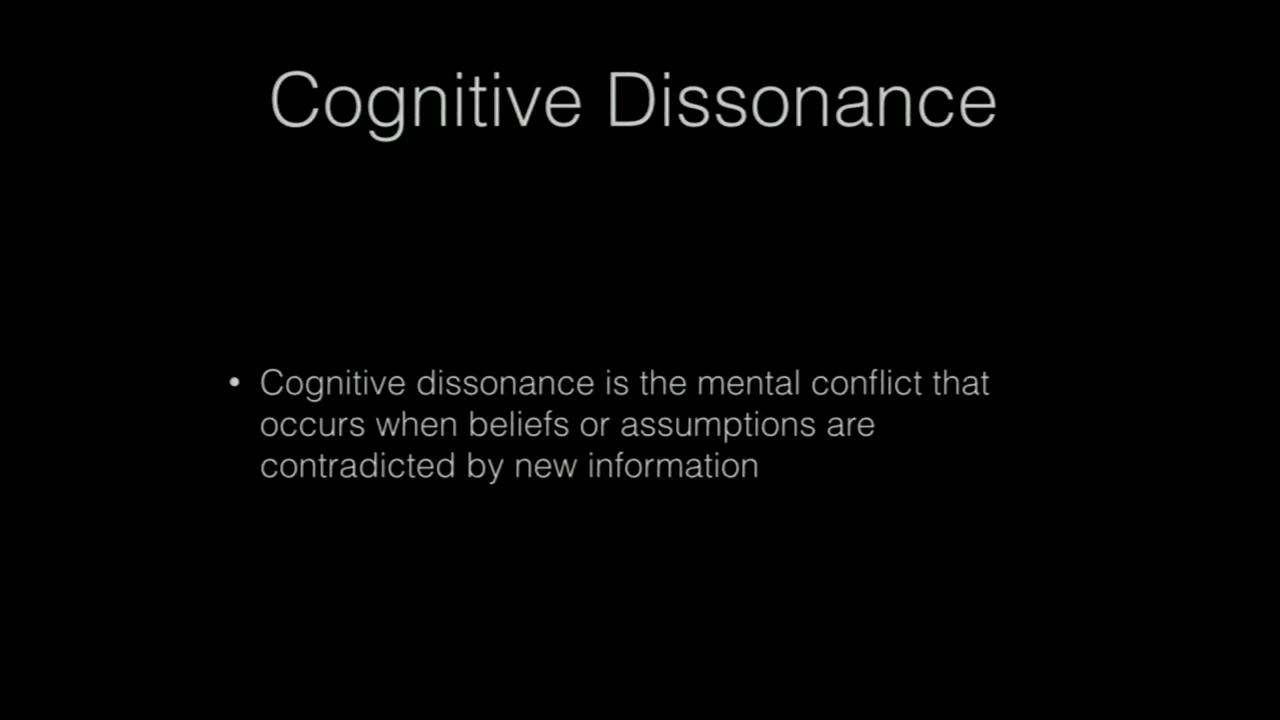 Cognitive Dissonance
• Cognitive dissonance is the mental conflict that
occurs when beliefs or assumptions are
contradicted by new information